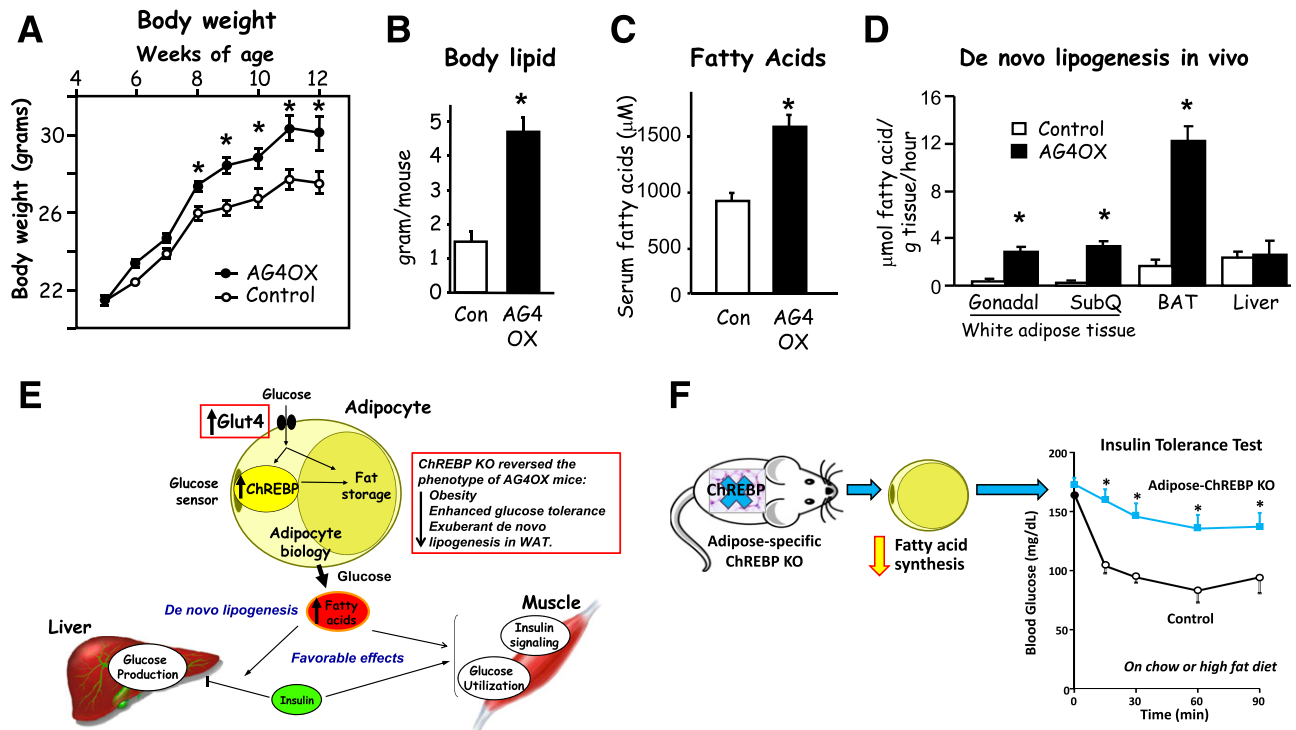 A
Body weight
Weeks of age
4 6 8 10 12
Body weight (grams)
30
26
22
* * * * *
AG4OX
Control
B
Body lipid
gram/mouse
5
4
3
2
1
0
*
Con AG4
OX
C
Fatty Acids
Serum fatty acids (µM)
1500
1000
500
0
*
Con AG4
OX
D
De novo lipogenesis in vivo
µmol fatty acid/
g tissue/hour
16
12
8
4
0
Control
AG4OX
* * *
Gonadal SubQ BAT Liver
White adipose tissue
E
Glucose
Glut4
Adipocyte
Glucose
sensor
ChREBP
Fat
storage
Adipocyte
biology
ChREBP KO reversed the
phenotype of AG4OX mice:
Obesity
Enhanced glucose tolerance
Exuberant de novo
lipogenesis in WAT.
Glucose
De novo lipogenesis
Fatty
acids
Muscle
Insulin
signaling
Liver
Glucose
Production
Favorable effects
Glucose
Utilization
Insulin
F
ChREBP
Adipose-specific
ChREBP KO
Fatty acid
synthesis
Insulin Tolerance Test
Blood Glucose (mg/dL)
200
150
100
50
0
Adipose-ChREBP KO
* * * *
Control
On chow or high fat diet
0 30 60 90
Time (min)